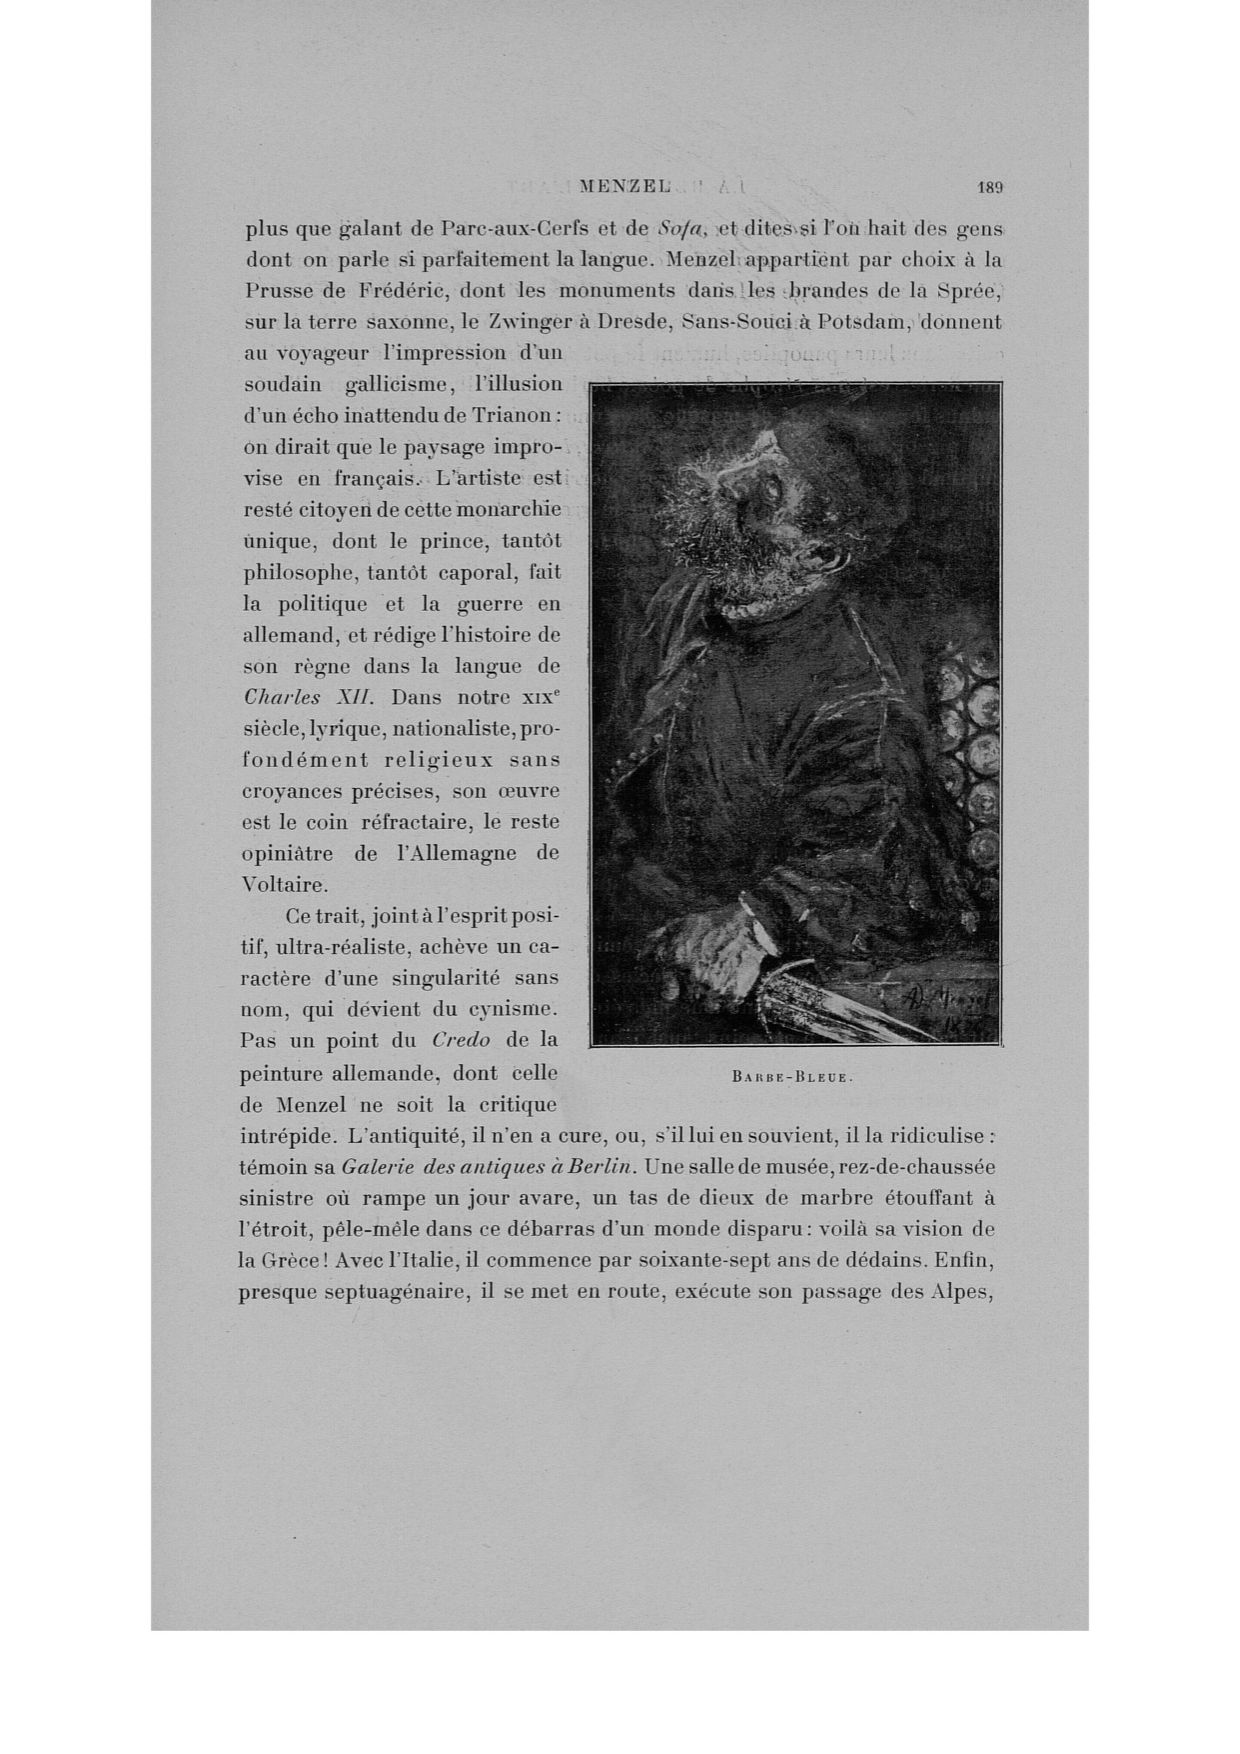 MENZEL 189
plus que galant de Parc-aux-Cerfs et de Sofa, et dites si l'on hait des gens
dont on parle si parfaitement la langue. Menzel appartient par choix à la
Prusse de Frédéric, dont les monuments dans les brandes de la Sprée,
sur la terre saxonne, le Zwinger à Dresde, Sans-Souci à Potsdam, donnent
au voyageur l'impression d'un
soudain gallicisme, l'illusion
d'un écho inattendu de Trianon :
on dirait que le paysage impro-
vise en français. L'artiste est
resté citoyen de cette monarchie
unique, dont le prince, tantôt
philosophe, tantôt caporal, fait
la politique et la guerre en
allemand, et rédige l'histoire de
son règne dans la langue de
Charles XII. Dans notre XIXe
siècle, lyrique, nationaliste, pro-
fondément religieux sans
croyances précises, son œuvre
est le coin réfractaire, le reste
opiniâtre de l'Allemagne de
Voltaire.
Ce trait, joint à l'esprit posi-
tif, ultra-réaliste, achève un ca-
ractère d'une singularité sans
nom, qui devient du cynisme.
Pas un point du Credo de la
peinture allemande, dont celle
de Menzel ne soit la critique
AD. Menzel
BARBE-BLEUE.
intrépide. L'antiquité, il n'en a cure, ou, s'il lui en souvient, il la ridiculise :
témoin sa Galerie des antiques à Berlin. Une salle de musée, rez-de-chaussée
sinistre où rampe un jour avare, un tas de dieux de marbre étouffant à
l'étroit, pêle-mêle dans ce débarras d'un monde disparu : voilà sa vision de
la Grèce ! Avec l'Italie, il commence par soixante-sept ans de dédains. Enfin,
presque septuagénaire, il se met en route, exécute son passage des Alpes,